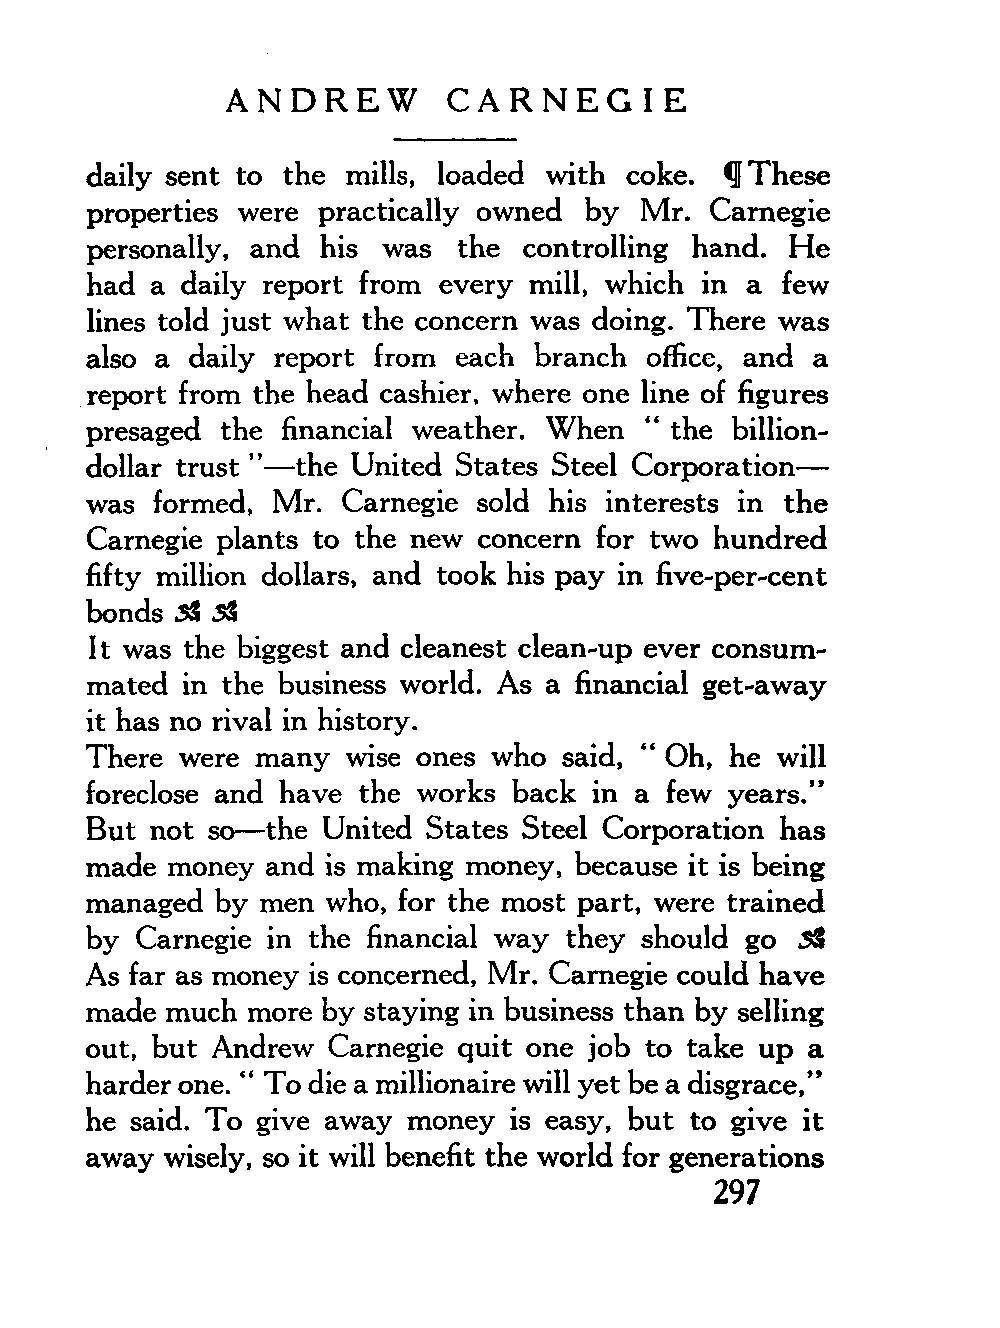 ANDREW CARNEGIE
daily sent to the mills, loaded with coke. ¶ These
properties were practically owned by Mr. Carnegie
personally, and his was the controlling hand. He
had a daily report from every mill, which in a few
lines told just what the concern was doing. There was
also a daily report from each branch office, and a
report from the head cashier, where one line of figures
presaged the financial weather. When " the billion-
dollar trust "—the United States Steel Corporation—
was formed, Mr. Carnegie sold his interests in the
Carnegie plants to the new concern for two hundred
fifty million dollars, and took his pay in five-per-cent
bonds
It was the biggest and cleanest clean-up ever consum-
mated in the business world. As a financial get-away
it has no rival in history.
There were many wise ones who said, " Oh, he will
foreclose and have the works back in a few years."
But not so—the United States Steel Corporation has
made money and is making money, because it is being
managed by men who, for the most part, were trained
by Carnegie in the financial way they should go
As far as money is concerned, Mr. Carnegie could have
made much more by staying in business than by selling
out, but Andrew Carnegie quit one job to take up a
harder one. " To die a millionaire will yet be a disgrace,"
he said. To give away money is easy, but to give it
away wisely, so it will benefit the world for generations
297